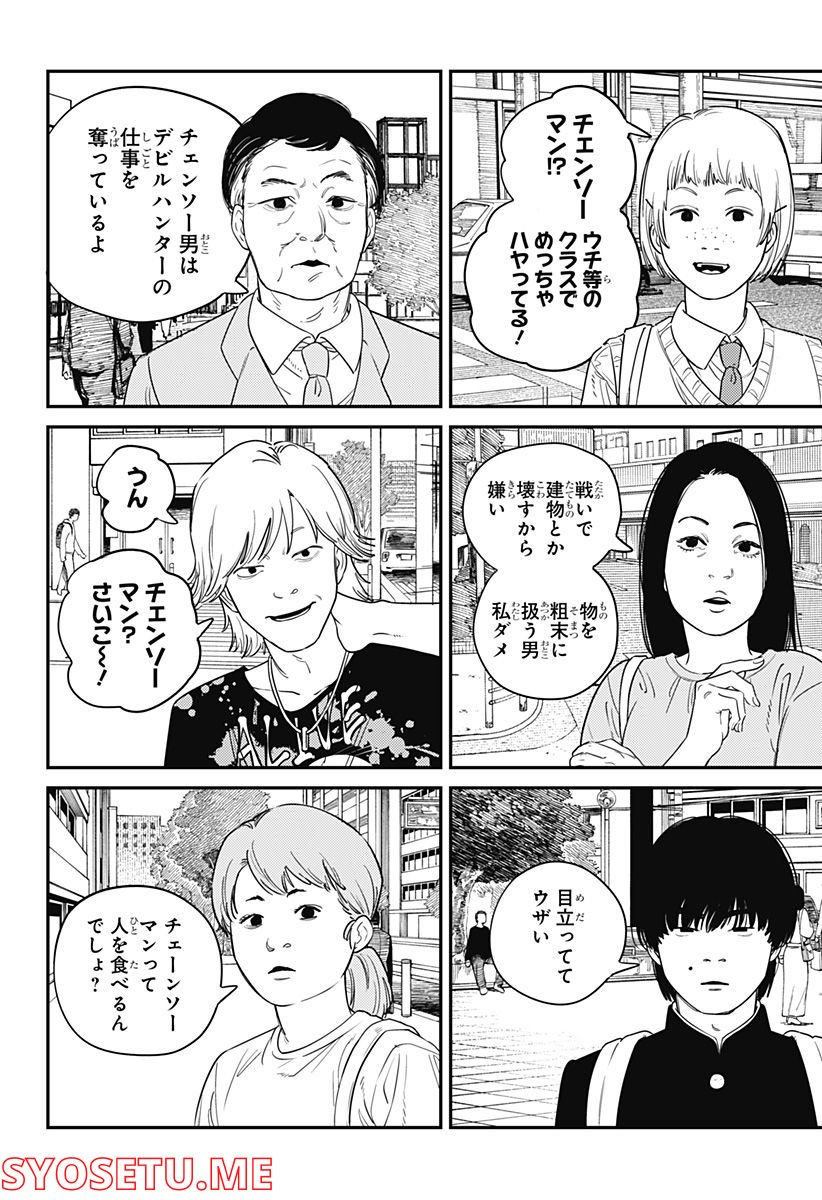 チェンソー
マン!?
ウチ等の
クラスで
めっちゃ
ハヤってる!
チェンソー男は
デビルハンターの
仕事を
奪っているよ
戦いで
建物とか
壊すから
嫌い
物を
粗末に
扱う男
私ダメ
うん
チェンソー
マン?
さいこ〜!
目立ってて
ウザい
チェーンソー
マンって
人を食べるん
でしょ?
SYOSETU.ME